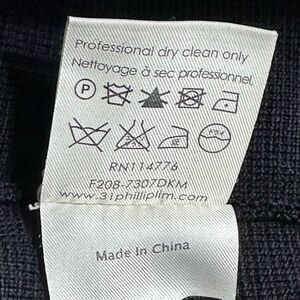 Professional dry clean only
Nettoyage à sec professionnel
P
RN114776
F208-7307DKM
www.31philliplim.com
Made In China